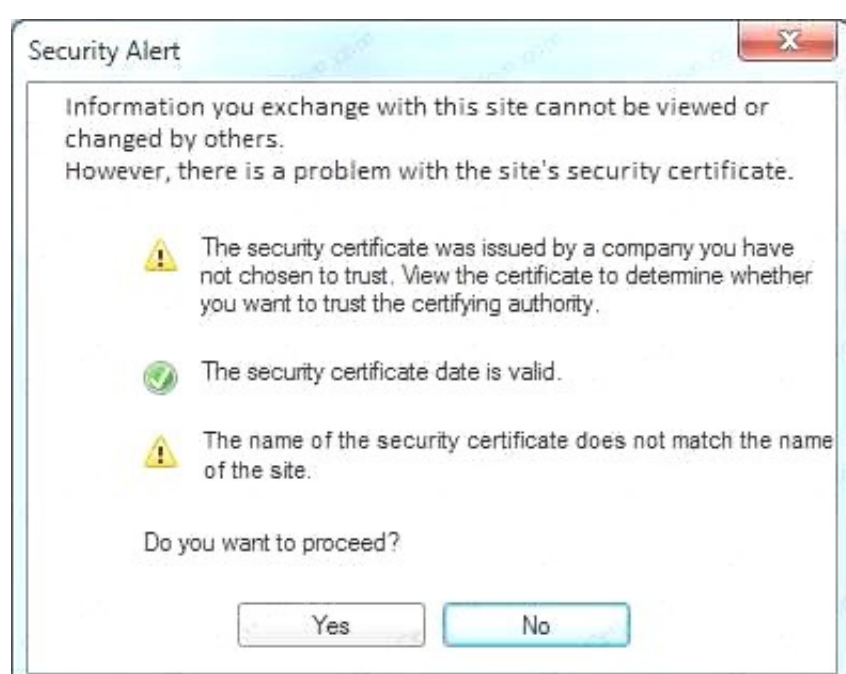 Security Alert
Information you exchange with this site cannot be viewed or
changed by others.
However, there is a problem with the site's security certificate.
The security certificate was issued by a company you have
not chosen to trust. View the certificate to determine whether
you want to trust the certifying authority.
The security certificate date is valid.
The name of the security certificate does not match the name
of the site.
Do you want to proceed?
Yes No